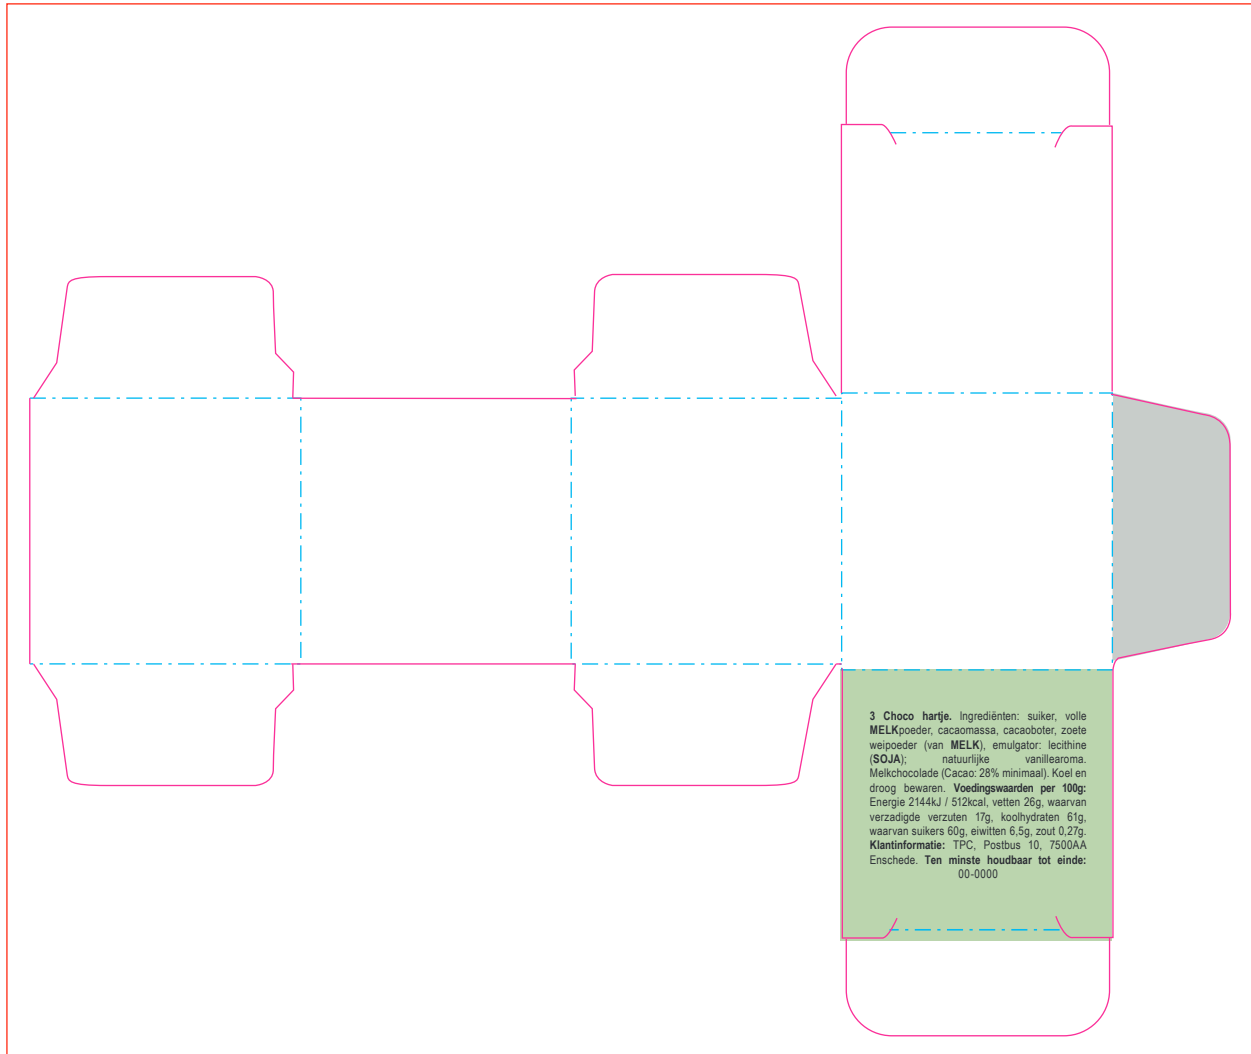 3 Choco hartje. Ingrediënten: suiker, volle
MELKpoeder, cacaomassa, cacaoboter, zoete
weipoeder (van MELK), emulgator: lecithine
(SOJA); natuurlijke vanillearoma.
Melkchocolade (Cacao: 28% minimaal). Koel en
droog bewaren. Voedingswaarden per 100g:
Energie 2144kJ / 512kcal, vetten 26g, waarvan
verzadigde verzuten 17g, koolhydraten 61g,
waarvan suikers 60g, eiwitten 6,5g, zout 0,27g.
Klantinformatie: TPC, Postbus 10, 7500AA
Enschede. Ten minste houdbaar tot einde:
00-0000